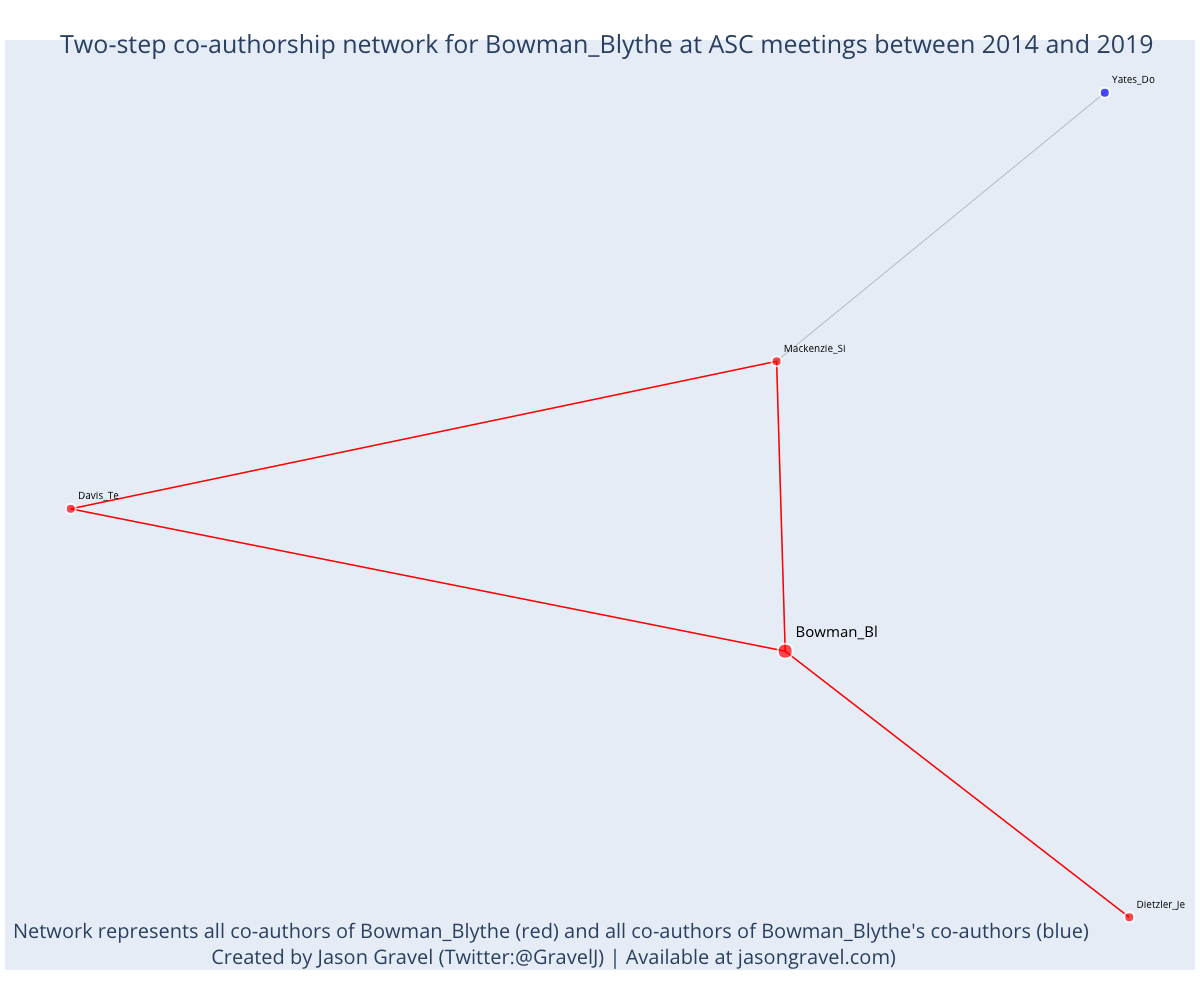 Two-step co-authorship network for Bowman_Blythe at ASC meetings between 2014 and 2019
Yates_Do
Mackenzie_Si
Davis_Te
Bowman_Bl
Dietzler_Je
Network represents all co-authors of Bowman_Blythe (red) and all co-authors of Bowman_Blythe's co-authors (blue)
Created by Jason Gravel (Twitter:@GravelJ) | Available at jasongravel.com)